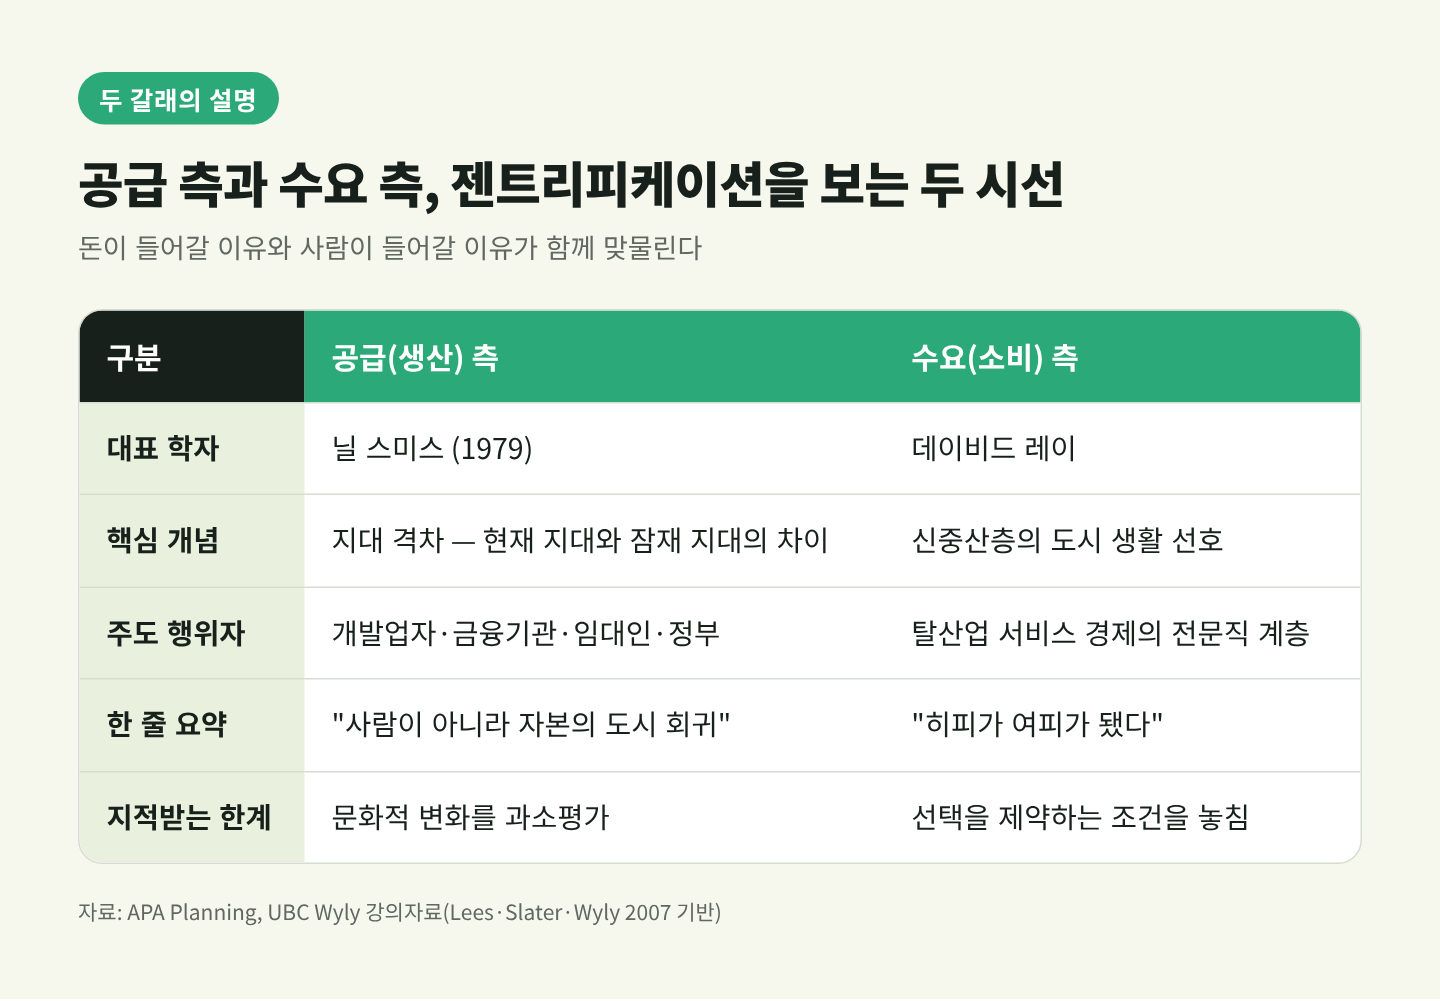 두 갈래의 설명
공급 측과 수요 측, 젠트리피케이션을 보는 두 시선
돈이 들어갈 이유와 사람이 들어갈 이유가 함께 맞물린다
구분 공급(생산) 측 수요(소비) 측
대표 학자 닐 스미스 (1979) 데이비드 레이
핵심 개념 지대 격차 — 현재 지대와 잠재 지대의 차이 신중산층의 도시 생활 선호
주도 행위자 개발업자·금융기관·임대인·정부 탈산업 서비스 경제의 전문직 계층
한 줄 요약 "사람이 아니라 자본의 도시 회귀" "히피가 여피가 됐다"
지적받는 한계 문화적 변화를 과소평가 선택을 제약하는 조건을 놓침
자료: APA Planning, UBC Wyly 강의자료(Lees·Slater·Wyly 2007 기반)